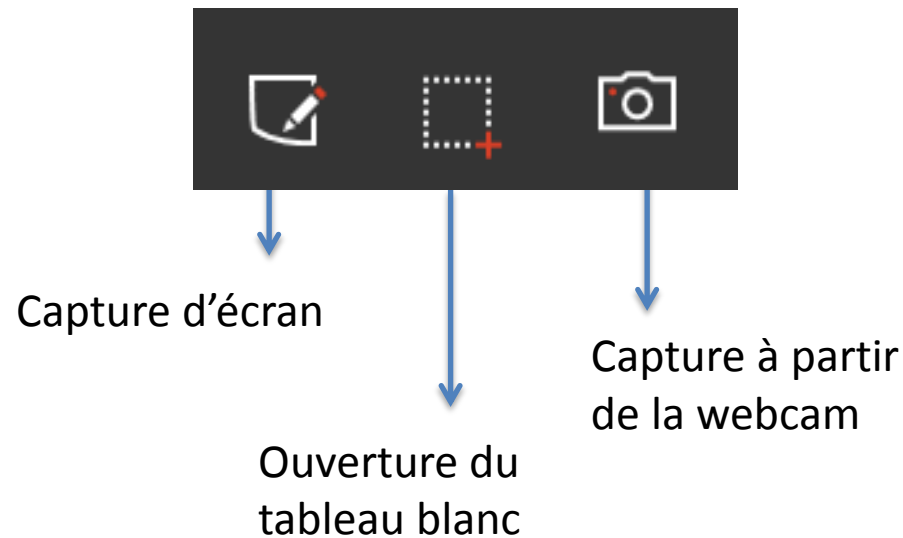 Capture d’écran
Capture à partir
de la webcam
Ouverture du
tableau blanc